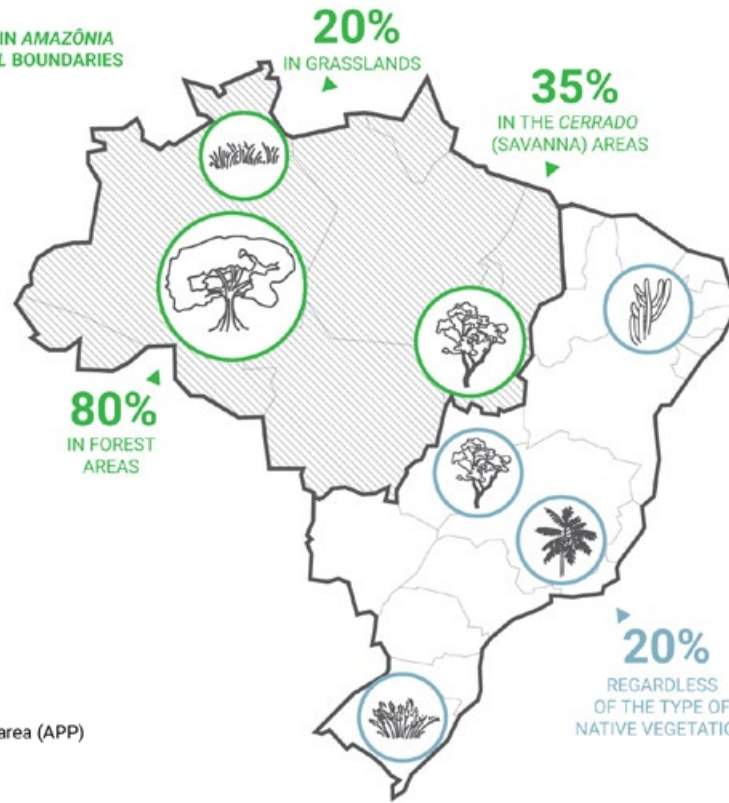 IN AMAZÔNIA
BOUNDARIES
20%
IN GRASSLANDS
35%
IN THE CERRADO
(SAVANNA) AREAS
80%
IN FOREST
AREAS
20%
REGARDLESS
OF THE TYPE OF
NATIVE VEGETATIO
area (APP)